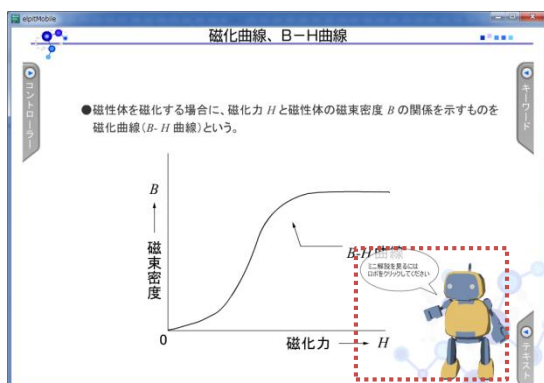 elpitMobile
磁化曲線、B－H曲線
コントローラー
キーワード
●磁性体を磁化する場合に、磁化力 H と磁性体の磁束密度 B の関係を示すものを
磁化曲線(B- H 曲線)という。
B
磁束密度
B-H 曲線
ミニ解説を見るには
ロボをクリックしてください
0
磁化力
H
テキスト